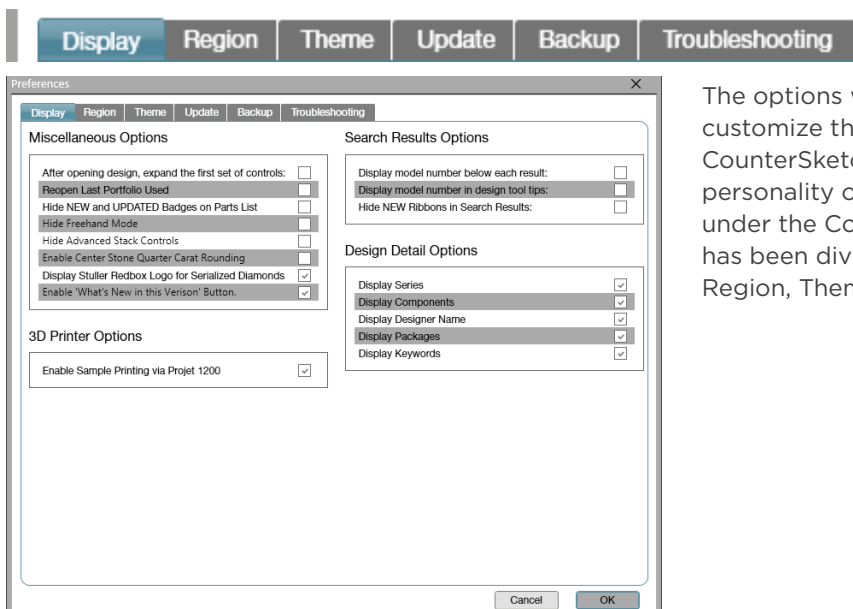 Display Region Theme Update Backup Troubleshooting
Preferences
Display Region Theme Update Backup Troubleshooting
Miscellaneous Options
After opening design, expand the first set of controls:
Reopen Last Portfolio Used
Hide NEW and UPDATED Badges on Parts List
Hide Freehand Mode
Hide Advanced Stack Controls
Enable Center Stone Quarter Carat Rounding
Display Stuller Redbox Logo for Serialized Diamonds
Enable 'What's New in this Verison' Button.
3D Printer Options
Enable Sample Printing via Projet 1200
Search Results Options
Display model number below each result:
Display model number in design tool tips:
Hide NEW Ribbons in Search Results:
Design Detail Options
Display Series
Display Components
Display Designer Name
Display Packages
Display Keywords
Cancel OK
The options
customize
personality
under the
has been
Region,